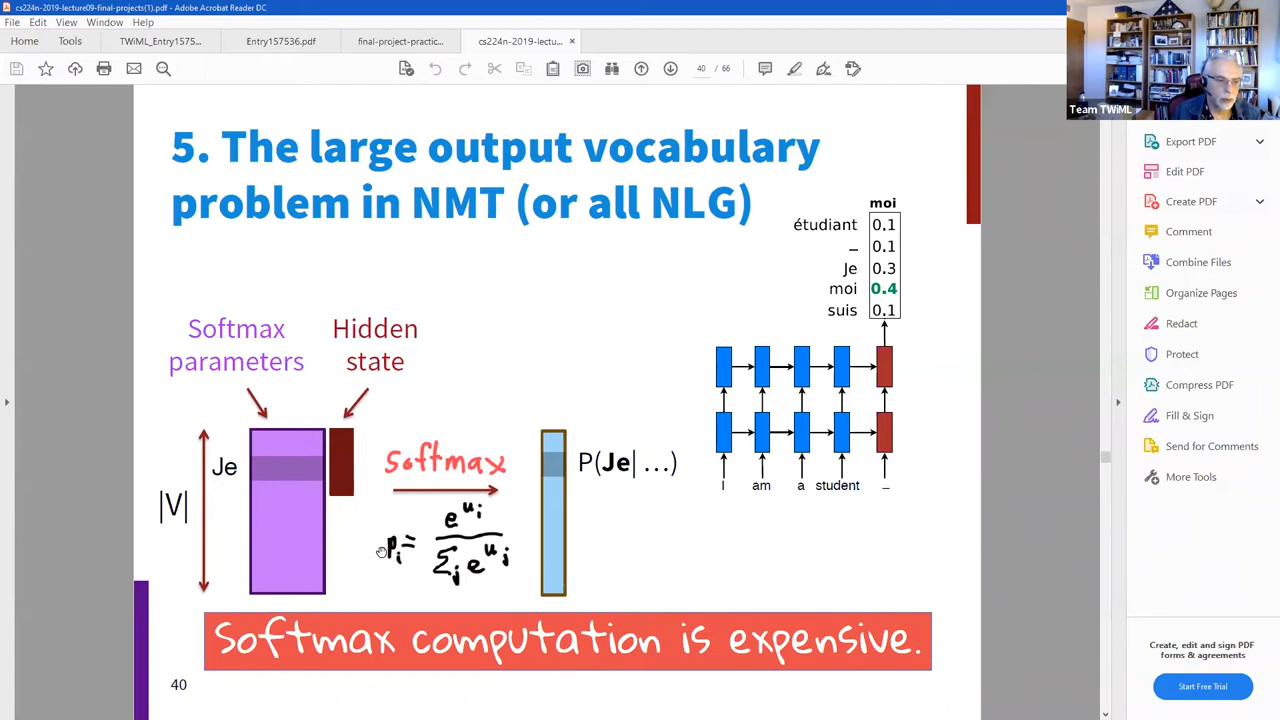 cs224n-2019-lecture09-final-projects(1).pdf - Adobe Acrobat Reader DC
File Edit View Window Help
Home Tools TWiML_Entry1575... Entry157536.pdf final-project-practic... cs224n-2019-lectu... ×
40 / 66
Team TWiML
5. The large output vocabulary
problem in NMT (or all NLG)
moi
étudiant 0.1
_ 0.1
Je 0.3
moi 0.4
suis 0.1
Softmax
parameters
Hidden
state
Je
|V|
Softmax
P(Je| …)
p_i = e^{u_i} / Σ_j e^{u_j}
I am a student _
Softmax computation is expensive.
40
Export PDF
Edit PDF
Create PDF
Comment
Combine Files
Organize Pages
Redact
Protect
Compress PDF
Fill & Sign
Send for Comments
More Tools
Create, edit and sign PDF
forms & agreements
Start Free Trial